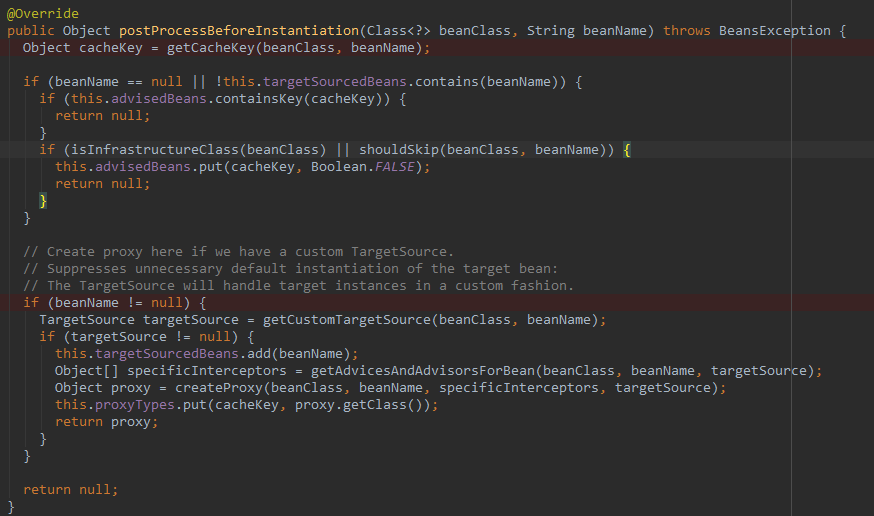 @Override
public Object postProcessBeforeInstantiation(Class<?> beanClass, String beanName) throws BeansException {
  Object cacheKey = getCacheKey(beanClass, beanName);

  if (beanName == null || !this.targetSourcedBeans.contains(beanName)) {
    if (this.advisedBeans.containsKey(cacheKey)) {
      return null;
    }
    if (isInfrastructureClass(beanClass) || shouldSkip(beanClass, beanName)) {
      this.advisedBeans.put(cacheKey, Boolean.FALSE);
      return null;
    }
  }

  // Create proxy here if we have a custom TargetSource.
  // Suppresses unnecessary default instantiation of the target bean:
  // The TargetSource will handle target instances in a custom fashion.
  if (beanName != null) {
    TargetSource targetSource = getCustomTargetSource(beanClass, beanName);
    if (targetSource != null) {
      this.targetSourcedBeans.add(beanName);
      Object[] specificInterceptors = getAdvicesAndAdvisorsForBean(beanClass, beanName, targetSource);
      Object proxy = createProxy(beanClass, beanName, specificInterceptors, targetSource);
      this.proxyTypes.put(cacheKey, proxy.getClass());
      return proxy;
    }
  }

  return null;
}